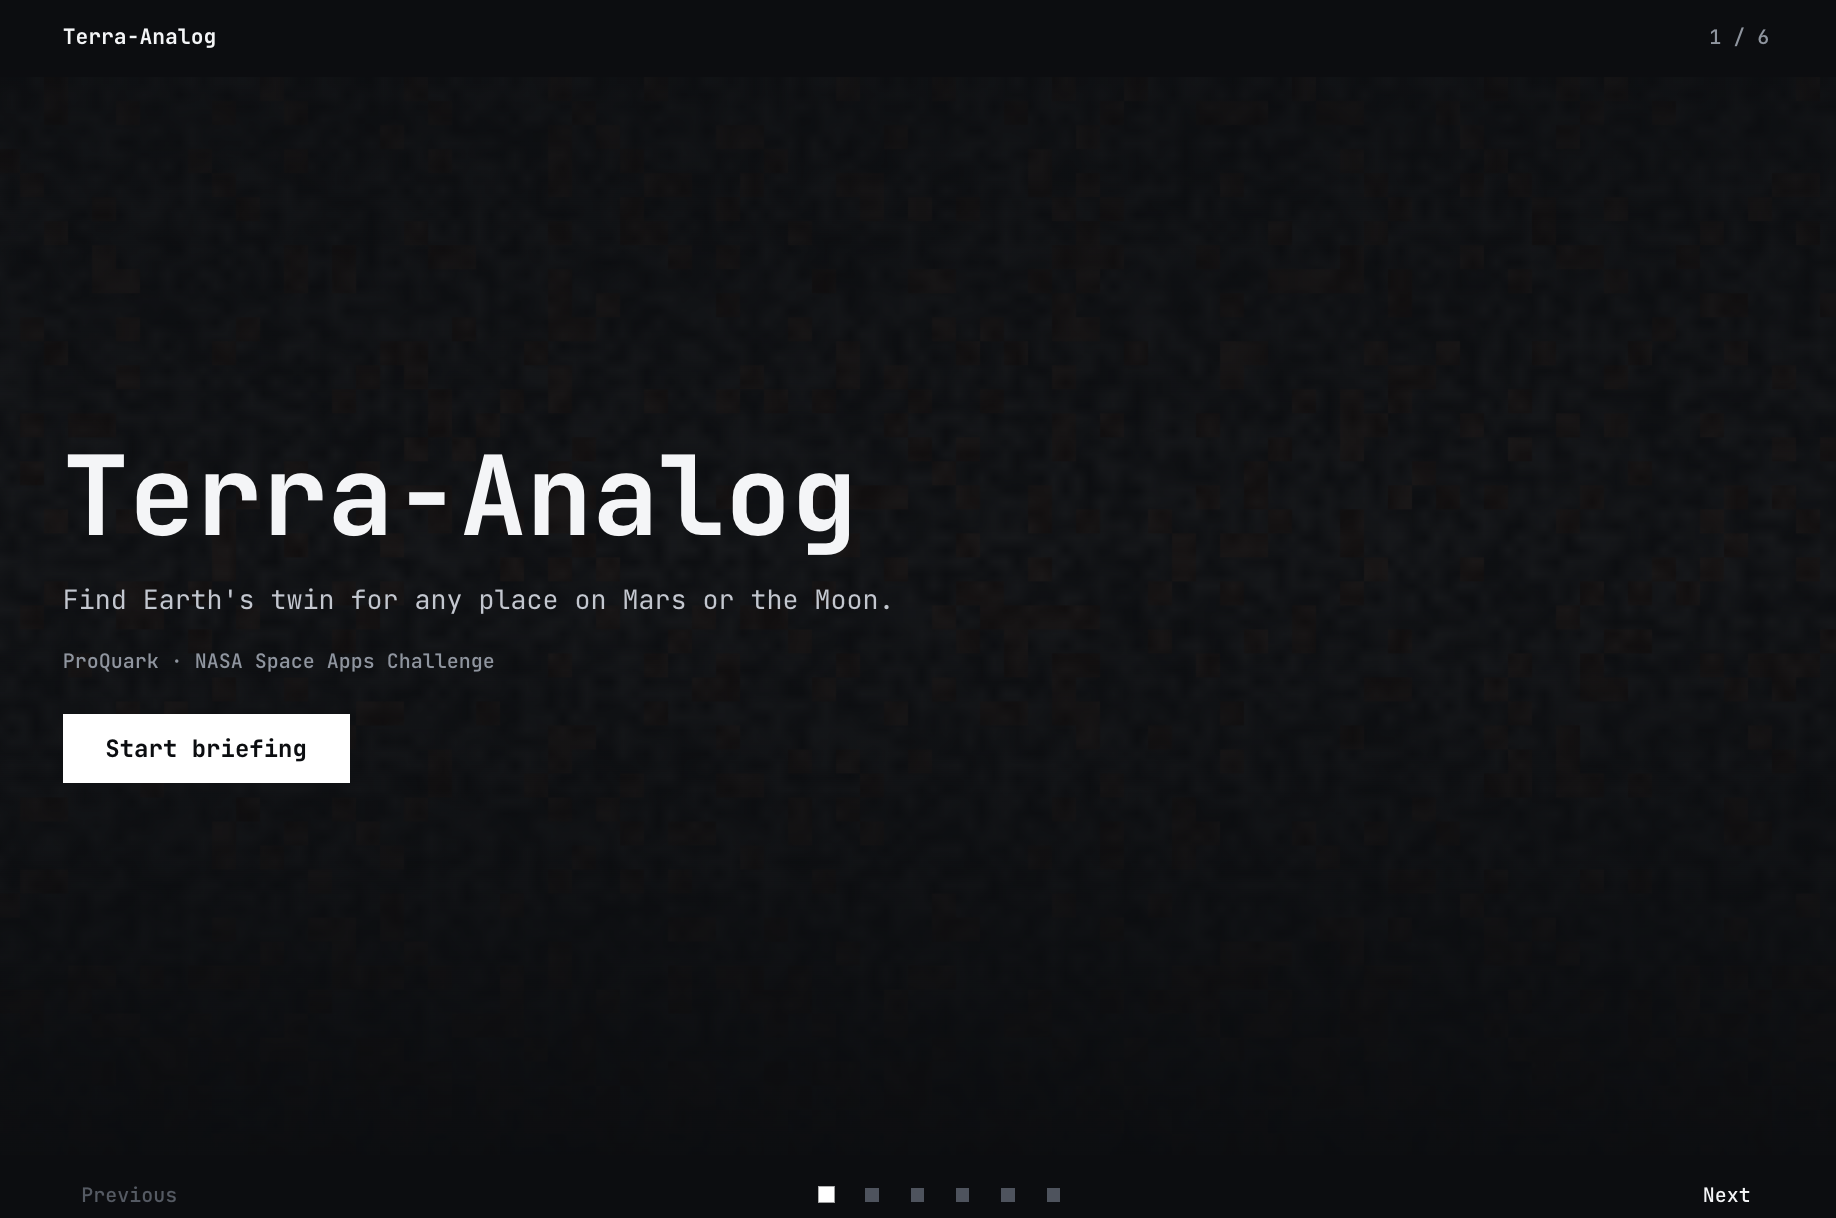 Terra-Analog
1 / 6
Terra-Analog
Find Earth's twin for any place on Mars or the Moon.
ProQuark · NASA Space Apps Challenge
Start briefing
Previous
Next